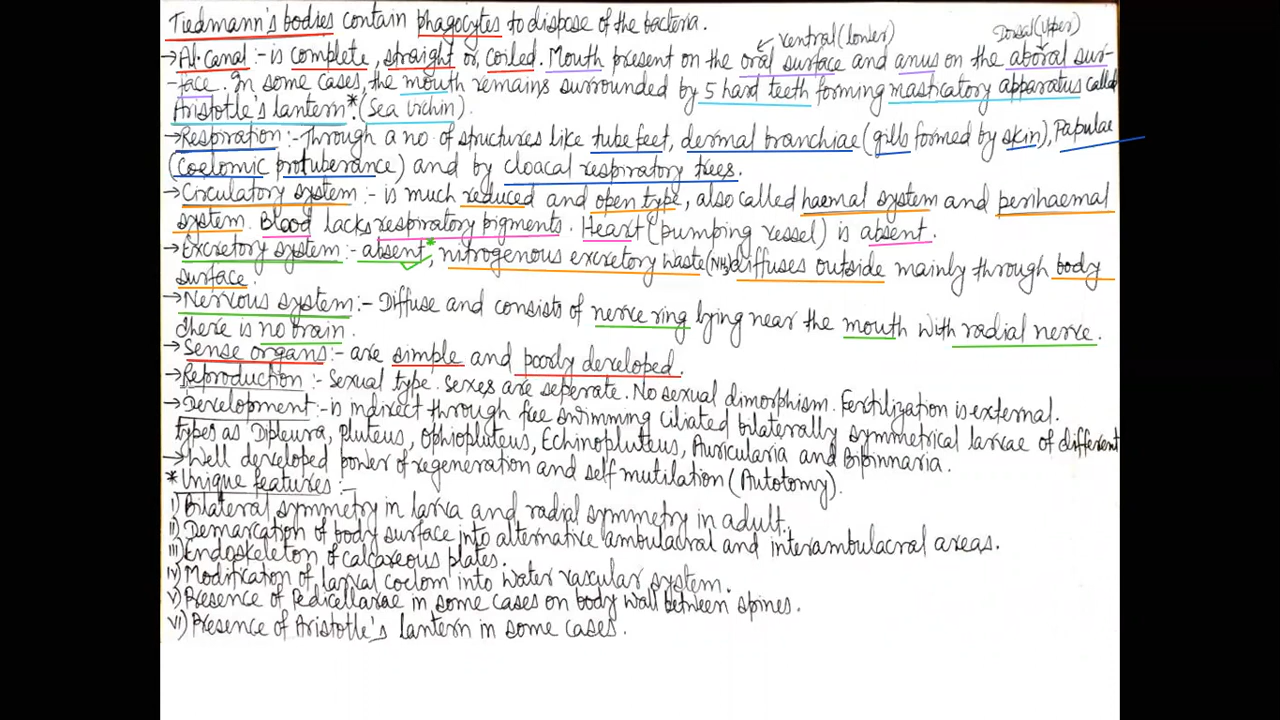 Tiedmann's bodies contain phagocytes to dispose of the bacteria.
ventral (lower) Dorsal (upper)
→ Al. canal :- is complete, straight or coiled. Mouth present on the oral surface and anus on the aboral sur-
-face. In some cases, the mouth remains surrounded by 5 hard teeth forming masticatory apparatus called
Aristotle's lantern* (Sea Urchin).
→ Respiration :- Through a no. of structures like tube feet, dermal branchiae (gills formed by skin), Papulae
(coelomic protuberance) and by cloacal respiratory trees.
→ Circulatory system :- is much reduced and open type, also called haemal system and perihaemal
system. Blood lacks respiratory pigments. Heart (pumping vessel) is absent.
→ Excretory system :- absent*, nitrogenous excretory waste (NH3) diffuses outside mainly through body
surface.
→ Nervous system :- Diffuse and consists of nerve ring lying near the mouth with radial nerve.
There is no brain.
→ Sense organs :- are simple and poorly developed.
→ Reproduction :- Sexual type. Sexes are seperate. No sexual dimorphism. Fertilization is external.
→ Development :- is indirect through free swimming ciliated bilaterally symmetrical larvae of different
types as Dipleura, Pluteus, Ophiopluteus, Echinopluteus, Auricularia and Bipinnaria.
→ Well developed power of regeneration and self mutilation (Autotomy).
* Unique features :-
i) Bilateral symmetry in larva and radial symmetry in adult.
ii) Demarcation of body surface into alternative ambulacral and interambulacral areas.
iii) Endoskeleton of calcareous plates.
iv) Modification of larval coelom into water vascular system.
v) Presence of Pedicellarae in some cases on body wall between spines.
vi) Presence of Aristotle's lantern in some cases.